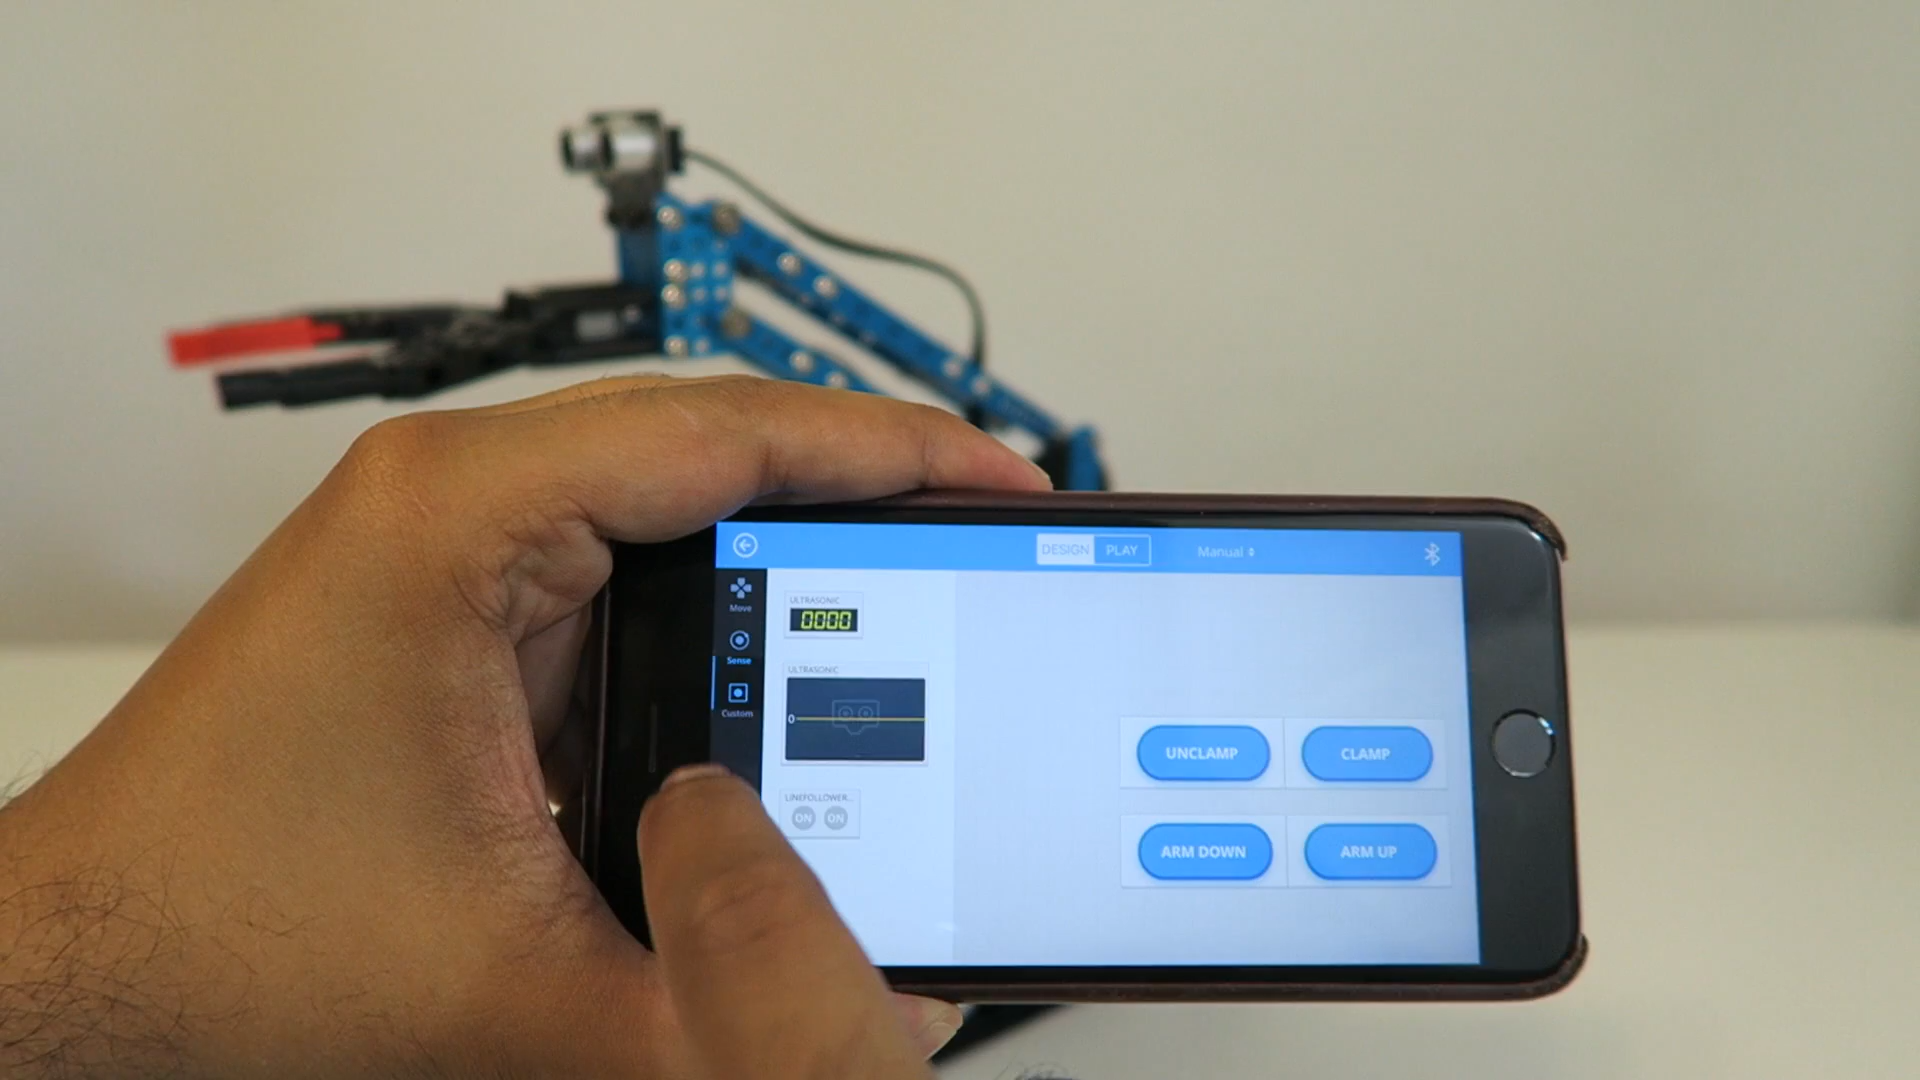 DESIGN PLAY Manual
Move
Sense
Custom
ULTRASONIC
0000
ULTRASONIC
0
LINEFOLLOWER...
ON ON
UNCLAMP CLAMP
ARM DOWN ARM UP